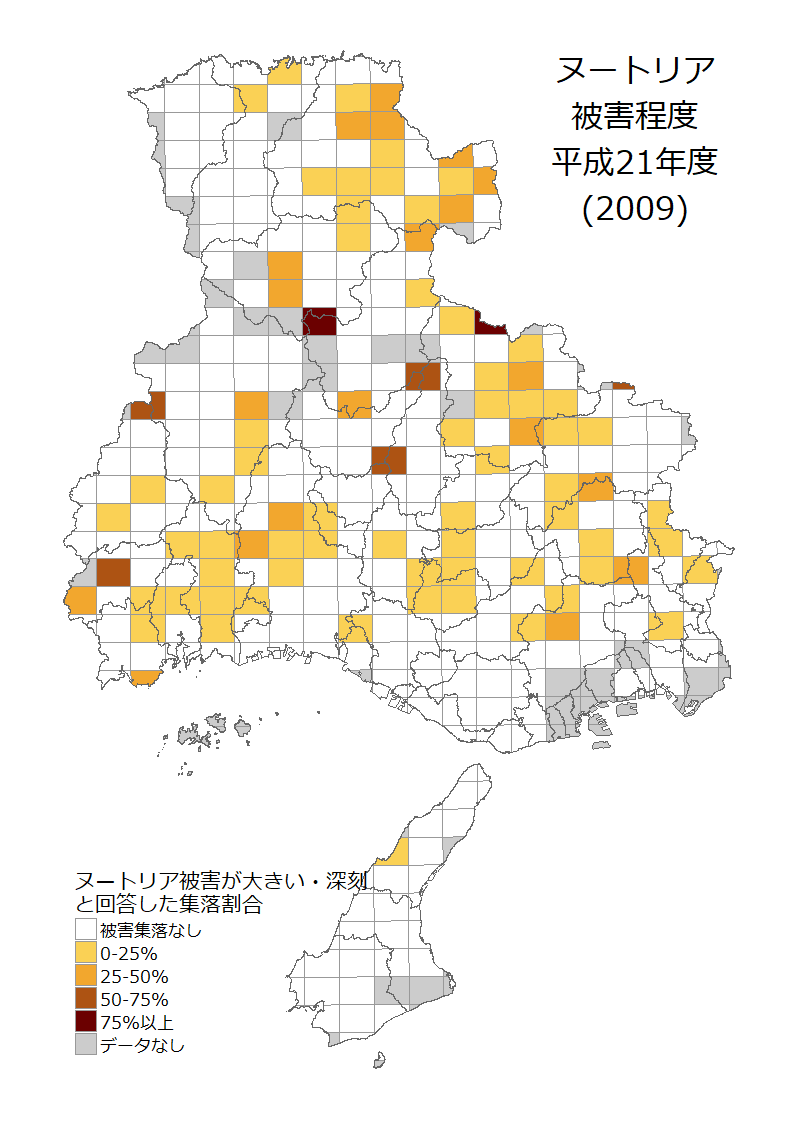 ヌートリア
被害程度
平成21年度
(2009)
ヌートリア被害が大きい・深刻
と回答した集落割合
被害集落なし
0-25%
25-50%
50-75%
75%以上
データなし